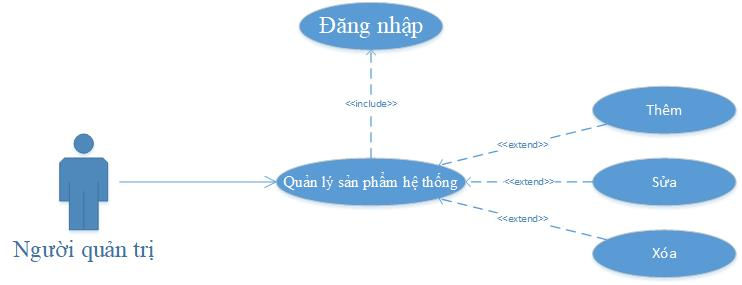 Đăng nhập
<<include>>
Thêm
<<extend>>
Quản lý sản phẩm hệ thống
<<extend>>
Sửa
<<extend>>
Người quản trị
Xóa